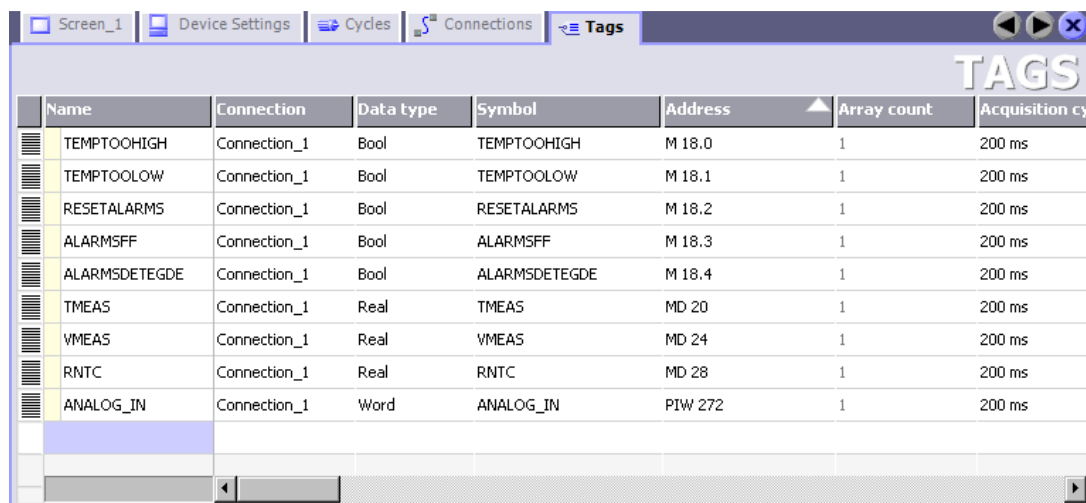 Screen_1 Device Settings Cycles Connections Tags
TAGS
Name Connection Data type Symbol Address Array count Acquisition cy
TEMPTOOHIGH Connection_1 Bool TEMPTOOHIGH M 18.0 1 200 ms
TEMPTOOLOW Connection_1 Bool TEMPTOOLOW M 18.1 1 200 ms
RESETALARMS Connection_1 Bool RESETALARMS M 18.2 1 200 ms
ALARMSFF Connection_1 Bool ALARMSFF M 18.3 1 200 ms
ALARMSDETEGDE Connection_1 Bool ALARMSDETEGDE M 18.4 1 200 ms
TMEAS Connection_1 Real TMEAS MD 20 1 200 ms
VMEAS Connection_1 Real VMEAS MD 24 1 200 ms
RNTC Connection_1 Real RNTC MD 28 1 200 ms
ANALOG_IN Connection_1 Word ANALOG_IN PIW 272 1 200 ms